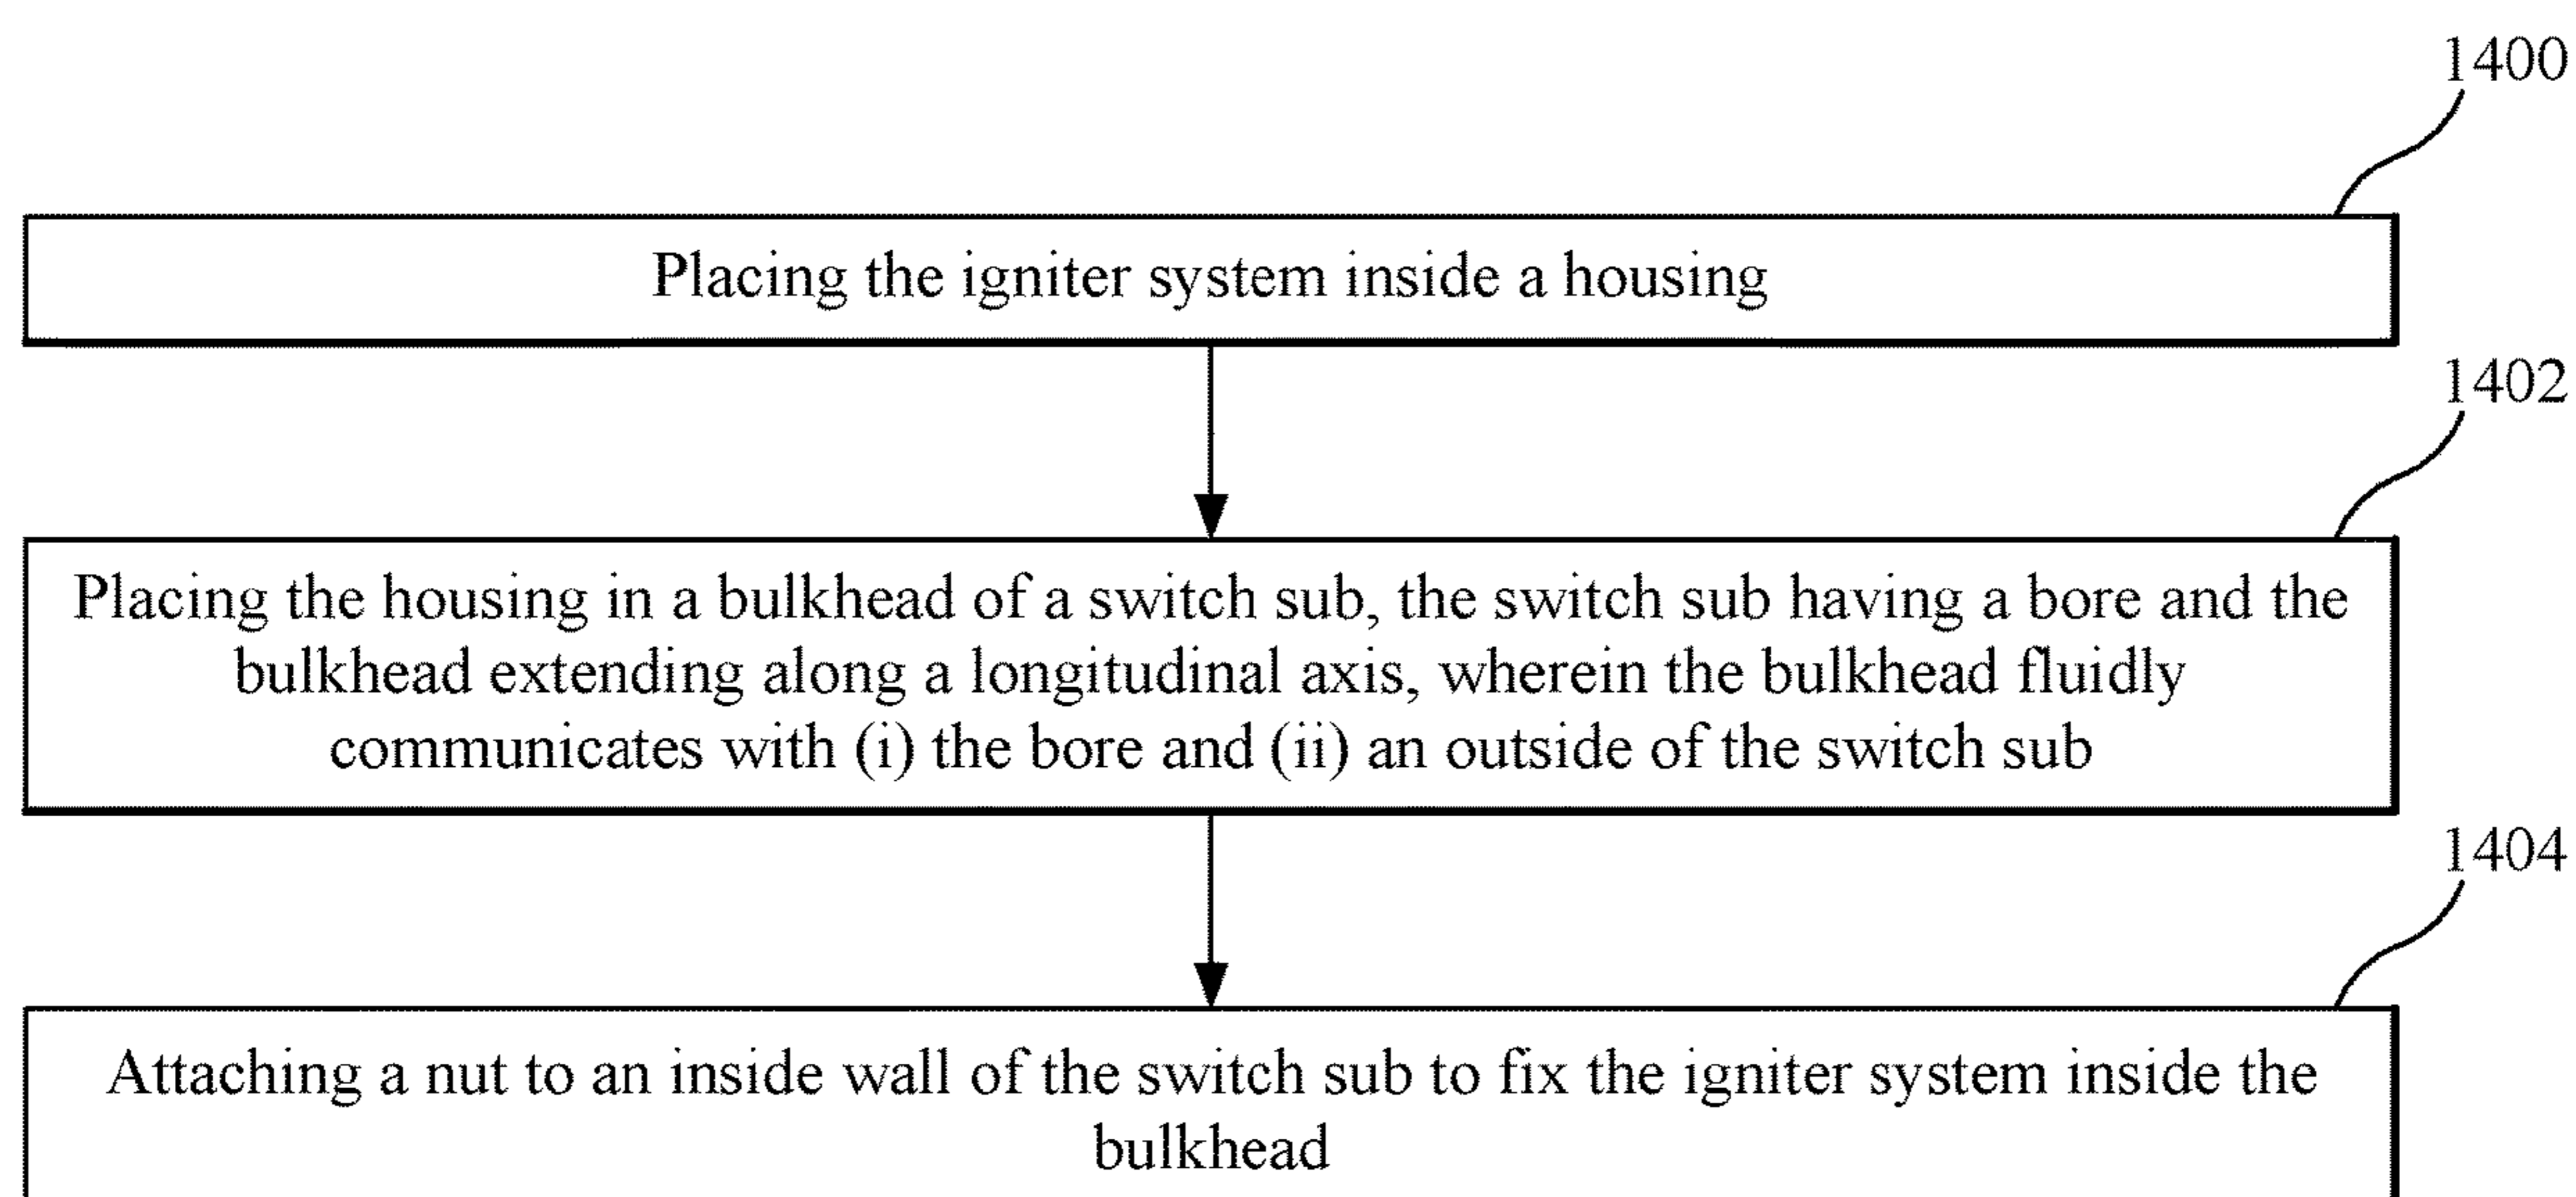 1400
Placing the igniter system inside a housing
1402
Placing the housing in a bulkhead of a switch sub, the switch sub having a bore and the
bulkhead extending along a longitudinal axis, wherein the bulkhead fluidly
communicates with (i) the bore and (ii) an outside of the switch sub
1404
Attaching a nut to an inside wall of the switch sub to fix the igniter system inside the
bulkhead